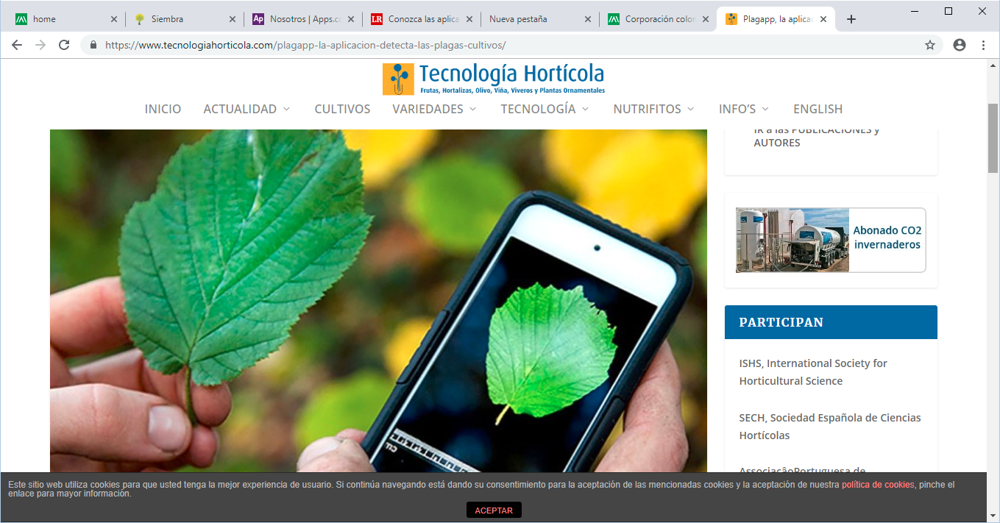 home
Siembra
Nosotros | Apps.co
Conozca las aplica
Nueva pestaña
Corporación color
Plagapp, la aplicac
https://www.tecnologiahorticola.com/plagapp-la-aplicacion-detecta-las-plagas-cultivos/
Tecnología Hortícola
Frutas, Hortalizas, Olivo, Viña, Viveros y Plantas Ornamentales
INICIO ACTUALIDAD CULTIVOS VARIEDADES TECNOLOGÍA NUTRIFITOS INFO'S ENGLISH
IR a las PUBLICACIONES y
AUTORES
Abonado CO2
invernaderos
PARTICIPAN
ISHS, International Society for
Horticultural Science
SECH, Sociedad Española de Ciencias
Hortícolas
AssociaçãoPortuguesa de
Este sitio web utiliza cookies para que usted tenga la mejor experiencia de usuario. Si continúa navegando está dando su consentimiento para la aceptación de las mencionadas cookies y la aceptación de nuestra política de cookies, pinche el
enlace para mayor información.
ACEPTAR